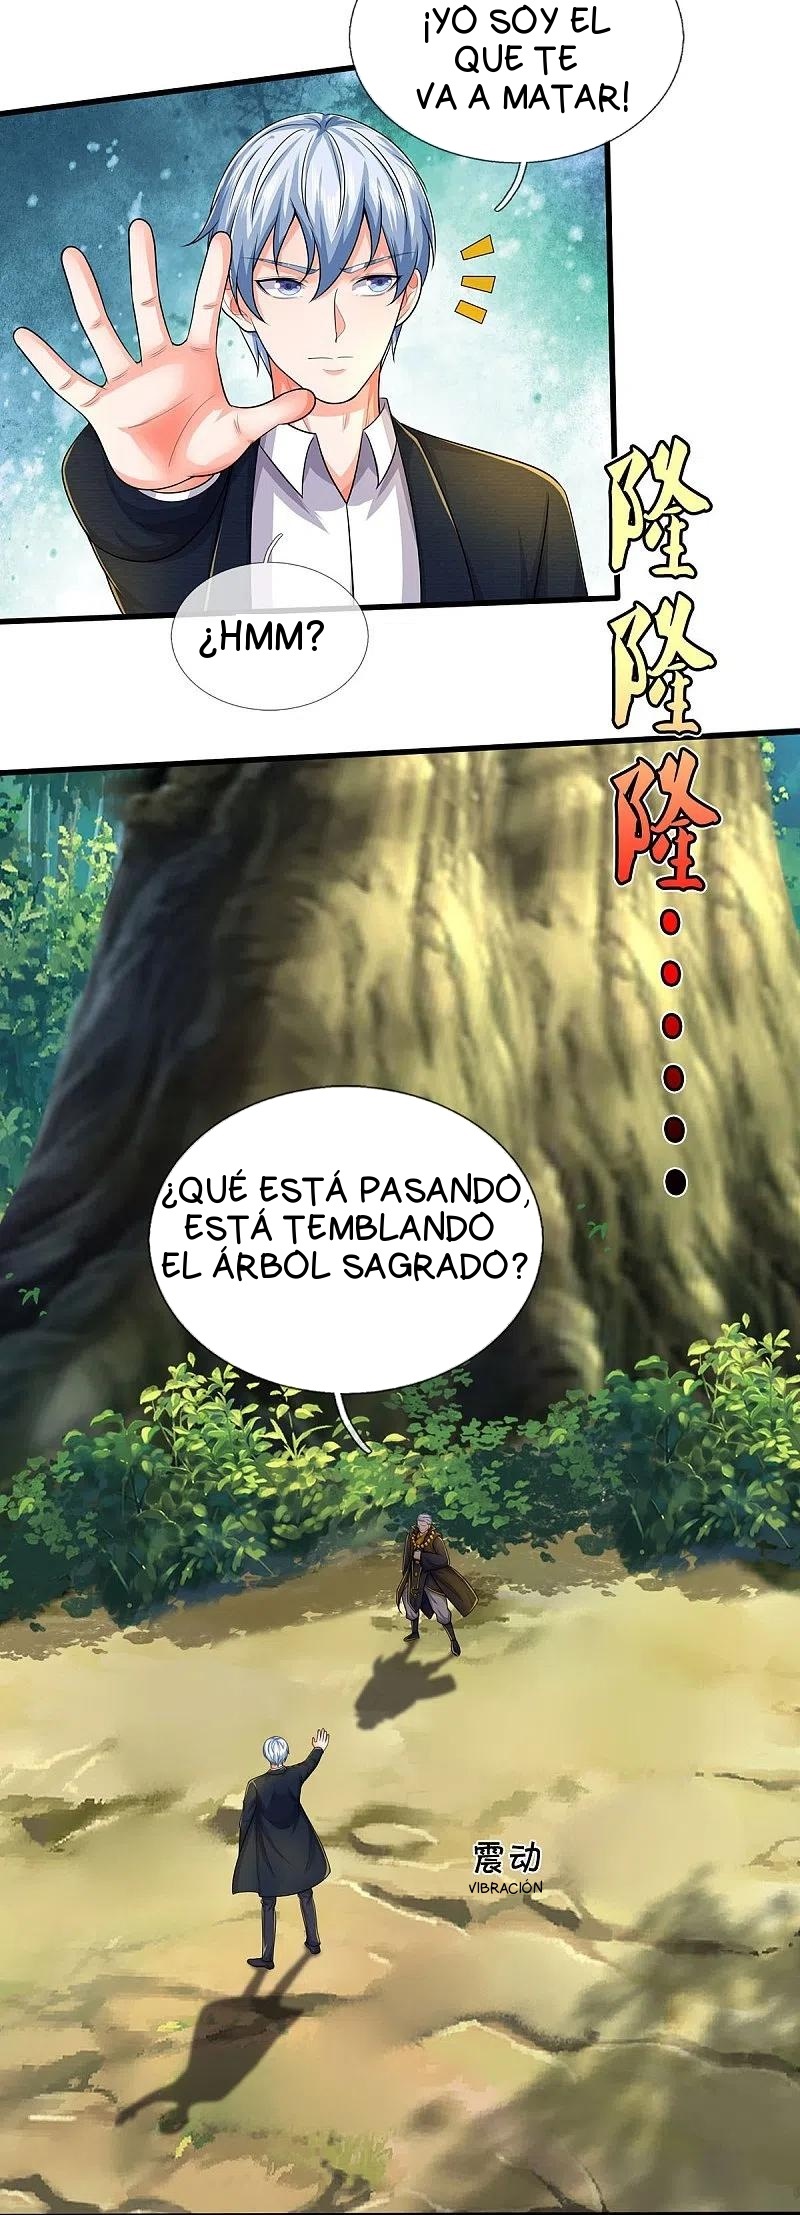 ¡YO SOY EL
QUE TE
VA A MATAR!
隆
隆
隆
¿HMM?
¿QUÉ ESTÁ PASANDO,
ESTÁ TEMBLANDO
EL ÁRBOL SAGRADO?
震动
VIBRACIÓN